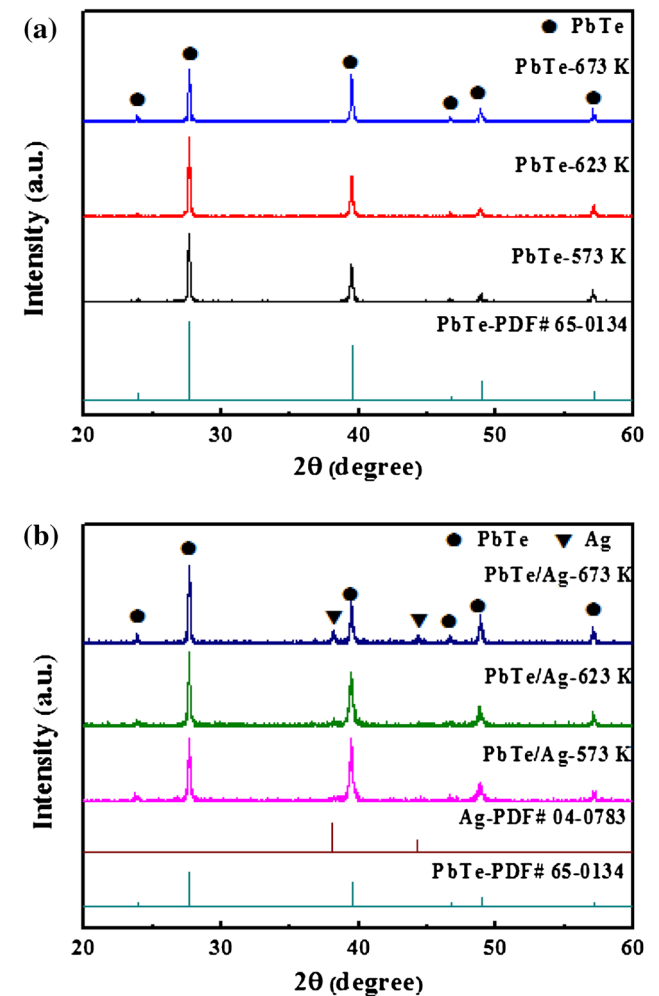 (a)
● PbTe
PbTe-673 K
PbTe-623 K
PbTe-573 K
PbTe-PDF# 65-0134
Intensity (a.u.)
20 30 40 50 60
2θ (degree)
(b)
● PbTe ▼ Ag
PbTe/Ag-673 K
PbTe/Ag-623 K
PbTe/Ag-573 K
Ag-PDF# 04-0783
PbTe-PDF# 65-0134
Intensity (a.u.)
20 30 40 50 60
2θ (degree)